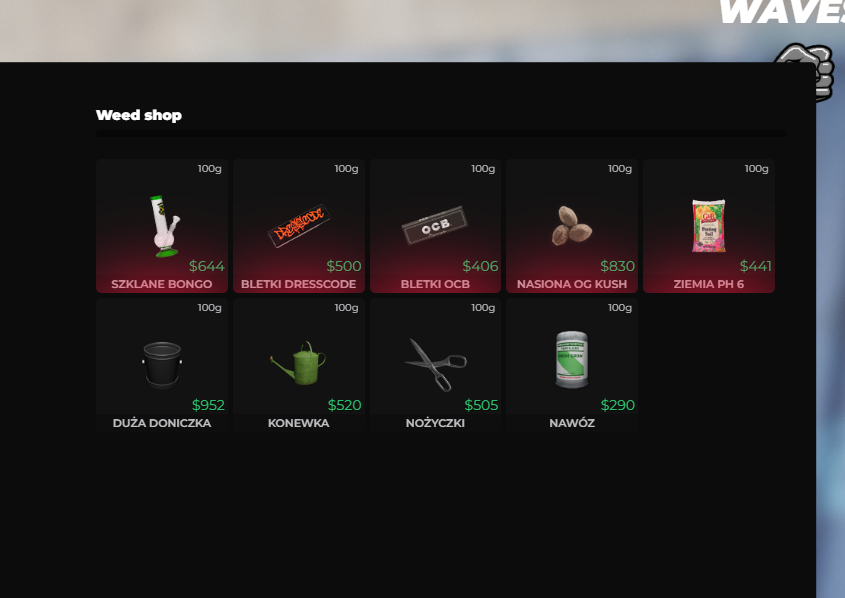 WAVES
Weed shop
100g 100g 100g 100g 100g
DRESSCODE OCB
$644 $500 $406 $830 $441
SZKLANE BONGO BLETKI DRESSCODE BLETKI OCB NASIONA OG KUSH ZIEMIA PH 6
100g 100g 100g 100g
$952 $520 $505 $290
DUŻA DONICZKA KONEWKA NOŻYCZKI NAWÓZ